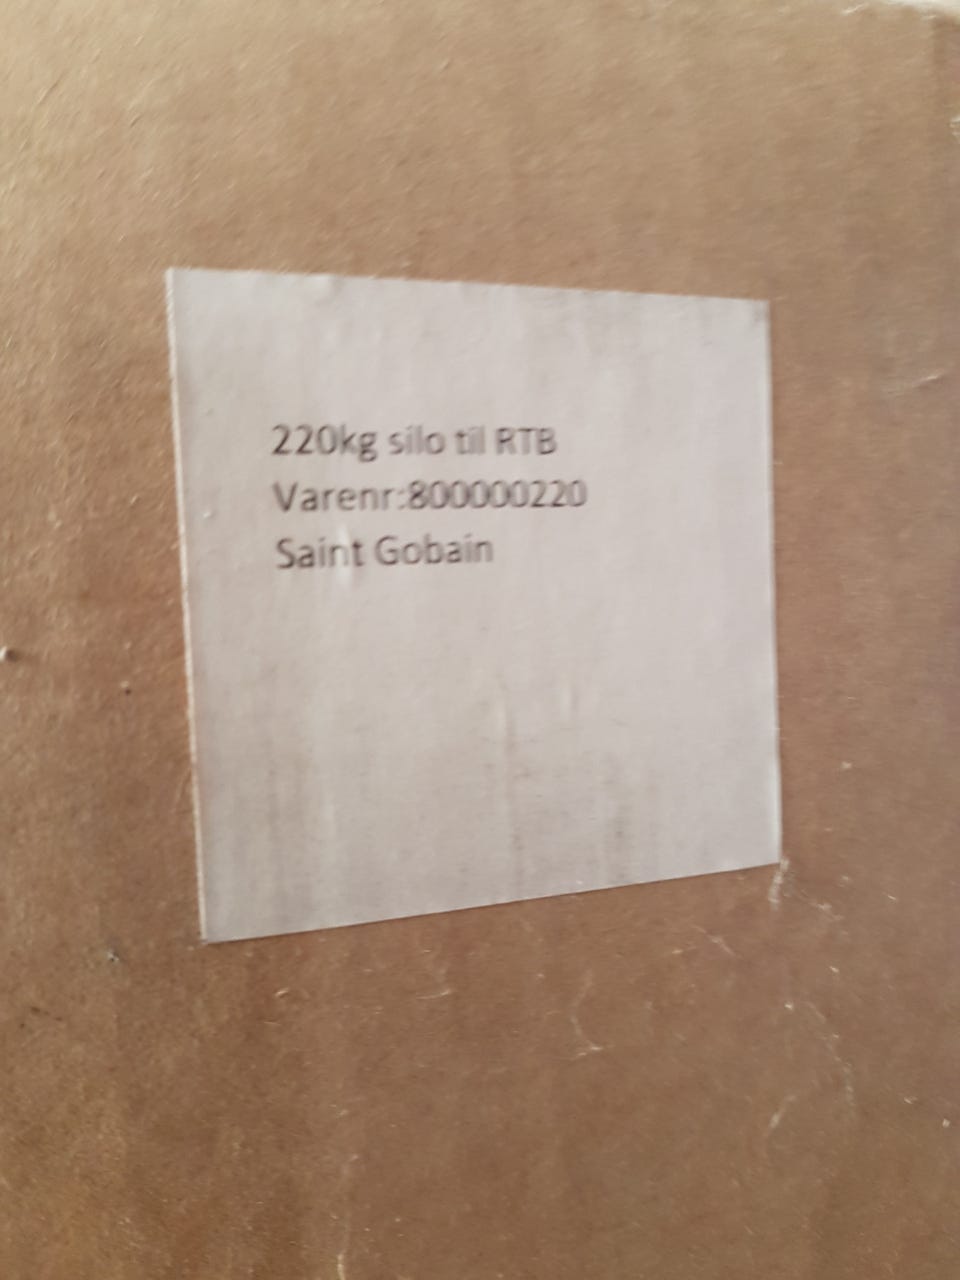 220kg silo til RTB
Varenr:800000220
Saint Gobain